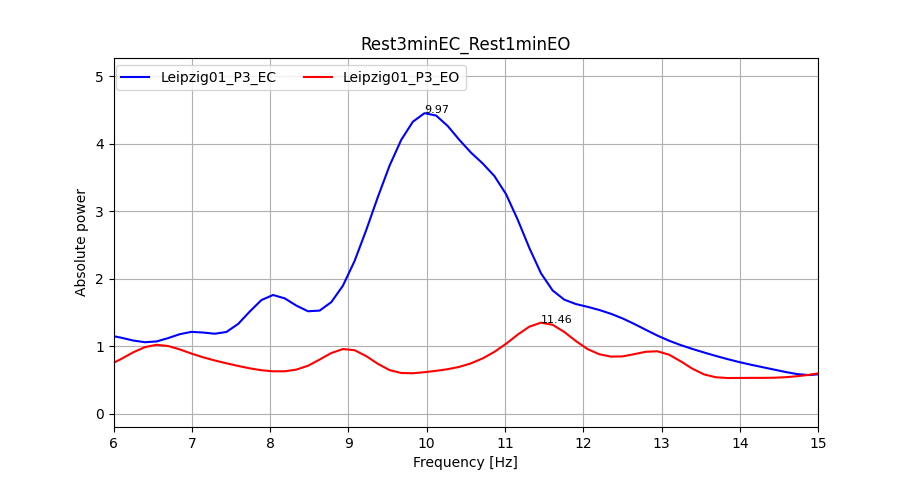 Rest3minEC_Rest1minEO
Leipzig01_P3_EC
Leipzig01_P3_EO
9.97
11.46
5
4
3
2
1
0
Absolute power
6 7 8 9 10 11 12 13 14 15
Frequency [Hz]